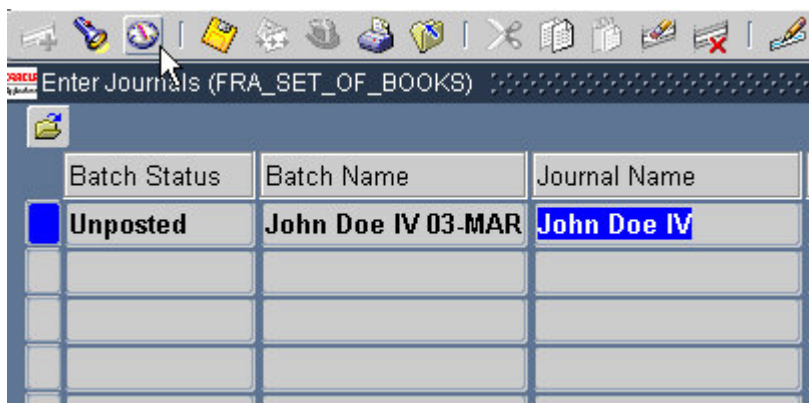 Enter Journals (FRA_SET_OF_BOOKS)
Batch Status Batch Name Journal Name
Unposted John Doe IV 03-MAR John Doe IV